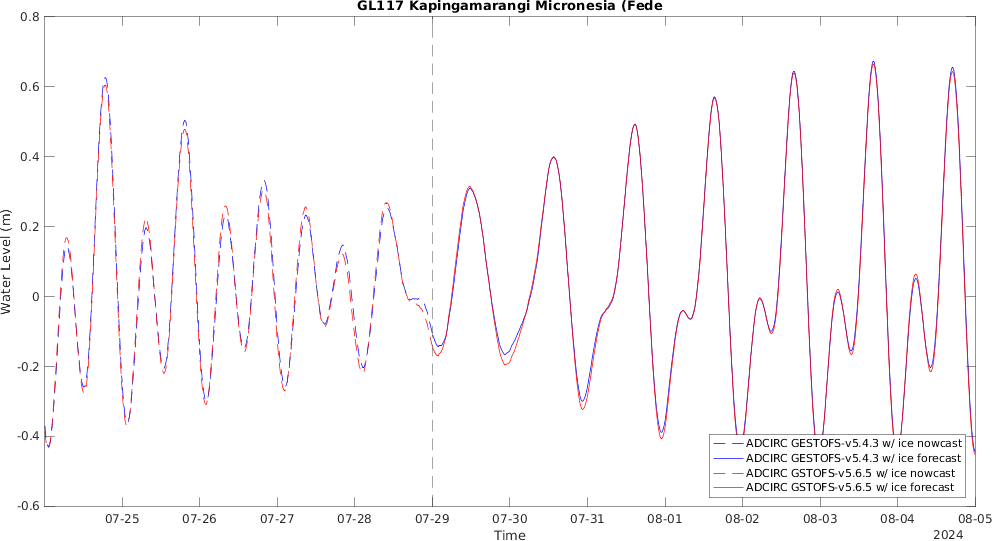 GL117 Kapingamarangi Micronesia (Fede
Water Level (m)
0.8
0.6
0.4
0.2
0
-0.2
-0.4
-0.6
07-25 07-26 07-27 07-28 07-29 07-30 07-31 08-01 08-02 08-03 08-04 08-05
Time
2024
ADCIRC GESTOFS-v5.4.3 w/ ice nowcast
ADCIRC GESTOFS-v5.4.3 w/ ice forecast
ADCIRC GSTOFS-v5.6.5 w/ ice nowcast
ADCIRC GSTOFS-v5.6.5 w/ ice forecast